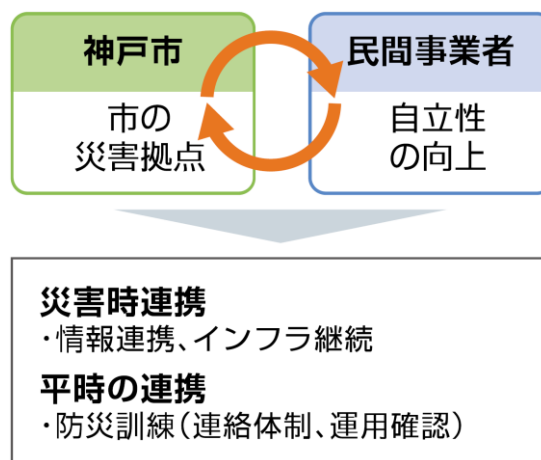 神戸市
市の
災害拠点
民間事業者
自立性
の向上
災害時連携
・情報連携、インフラ継続
平時の連携
・防災訓練（連絡体制、運用確認）